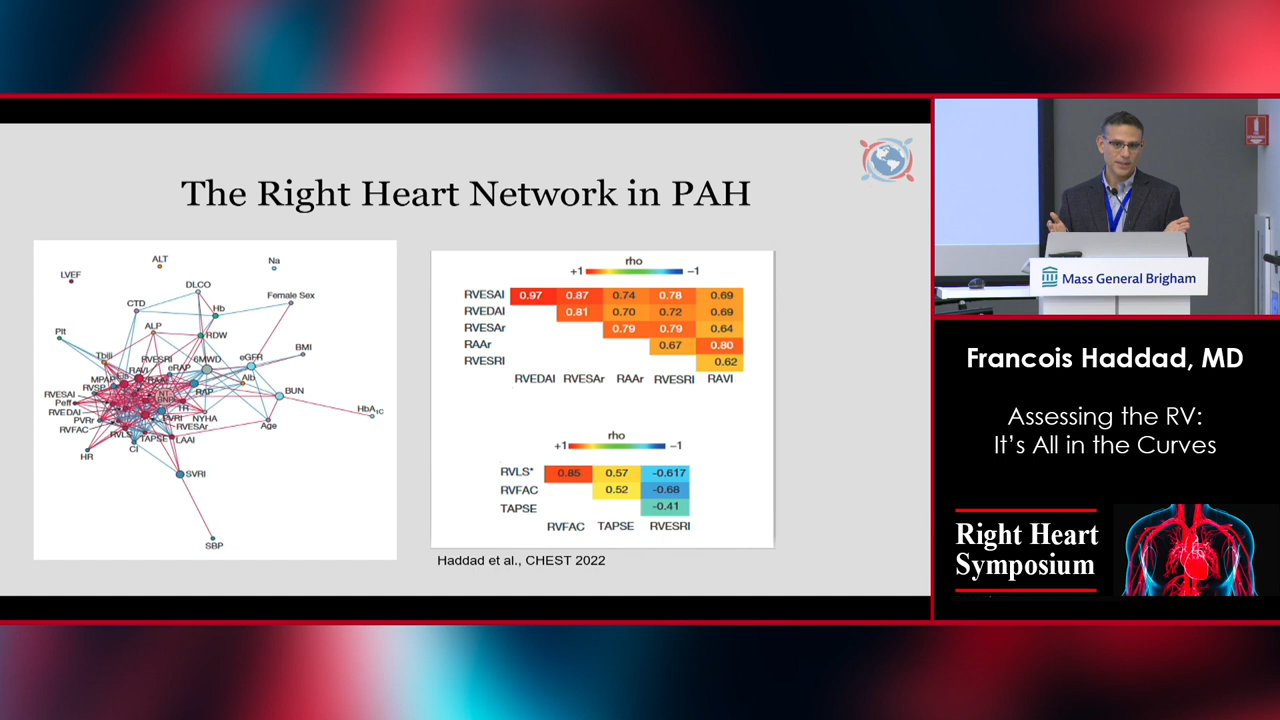 The Right Heart Network in PAH
ALT
Na
LVEF
DLCO
CTD
Female Sex
Hb
Plt
ALP
RDW
Tbili
RVESRI
6MWD
eGFR
BMI
RAVI
eRAP
MPAP
Alb
RVSP
RAP
BUN
RVESAI
Peff
RVEDAI
TR
NYHA
HbA1C
PVRr
PVRI
RVESAr
Age
RVFAC
RVLS
TAPSE
LAAI
HR
CI
SVRI
SBP
rho
+1 −1
RVESAI 0.97 0.87 0.74 0.78 0.69
RVEDAI 0.81 0.70 0.72 0.69
RVESAr 0.79 0.79 0.64
RAAr 0.67 0.80
RVESRI 0.62
RVEDAI RVESAr RAAr RVESRI RAVI
rho
+1 −1
RVLS* 0.85 0.57 -0.617
RVFAC 0.52 -0.68
TAPSE -0.41
RVFAC TAPSE RVESRI
Haddad et al., CHEST 2022
Mass General Brigham
Francois Haddad, MD
Assessing the RV:
It's All in the Curves
Right Heart
Symposium